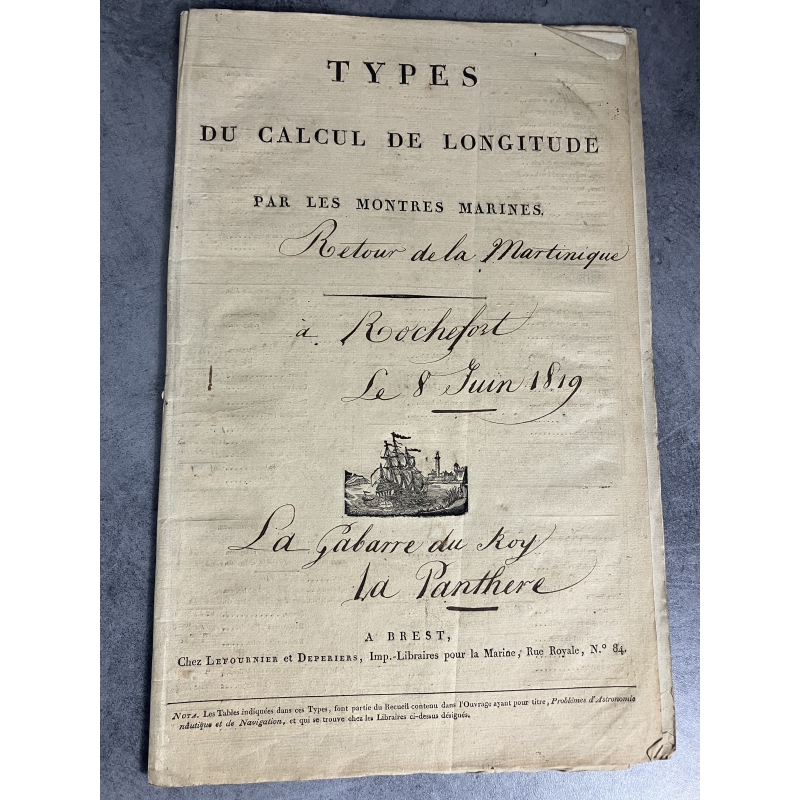 TYPES
DU CALCUL DE LONGITUDE
PAR LES MONTRES MARINES.
Retour de la Martinique
à Rochefort
Le 8 Juin 1819
La Gabarre du Roy
La Panthere
A BREST,
Chez LEFOURNIER et DEPERIERS, Imp.-Libraires pour la Marine, Rue Royale, N.º 84.
NOTA. Les Tables indiquées dans ces Types, font partie du Recueil contenu dans l'Ouvrage ayant pour titre, Problêmes d'Astronomie
ndutique et de Navigation, et qui se trouve chez les Libraires ci-dessus désignés.